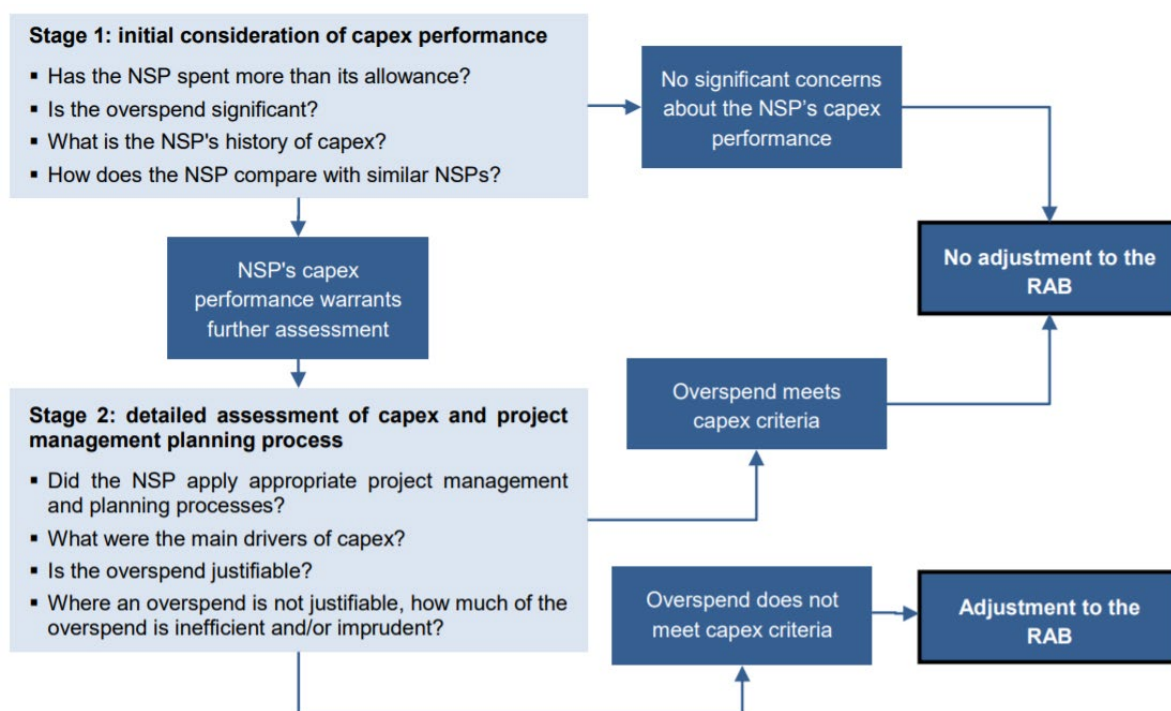 Stage 1: initial consideration of capex performance
▪ Has the NSP spent more than its allowance?
▪ Is the overspend significant?
▪ What is the NSP's history of capex?
▪ How does the NSP compare with similar NSPs?
No significant concerns
about the NSP's capex
performance
NSP's capex
performance warrants
further assessment
No adjustment to the
RAB
Stage 2: detailed assessment of capex and project
management planning process
▪ Did the NSP apply appropriate project management
and planning processes?
▪ What were the main drivers of capex?
▪ Is the overspend justifiable?
▪ Where an overspend is not justifiable, how much of the
overspend is inefficient and/or imprudent?
Overspend meets
capex criteria
Overspend does not
meet capex criteria
Adjustment to the
RAB